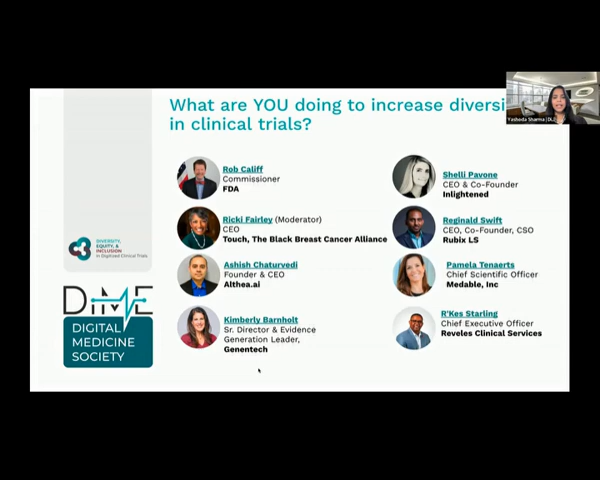 What are YOU doing to increase diversi
in clinical trials?
Yashoda Sharma
Rob Califf
Commissioner
FDA
Ricki Fairley (Moderator)
CEO
Touch, The Black Breast Cancer Alliance
Ashish Chaturvedi
Founder & CEO
Althea.ai
Kimberly Barnholt
Sr. Director & Evidence
Generation Leader,
Genentech
Shelli Pavone
CEO & Co-Founder
Inlightened
Reginald Swift
CEO, Co-Founder, CSO
Rubix LS
Pamela Tenaerts
Chief Scientific Officer
Medable, Inc
R'Kes Starling
Chief Executive Officer
Reveles Clinical Services
DIVERSITY,
EQUITY, &
INCLUSION
in Digitized Clinical Trials
DiME
DIGITAL
MEDICINE
SOCIETY